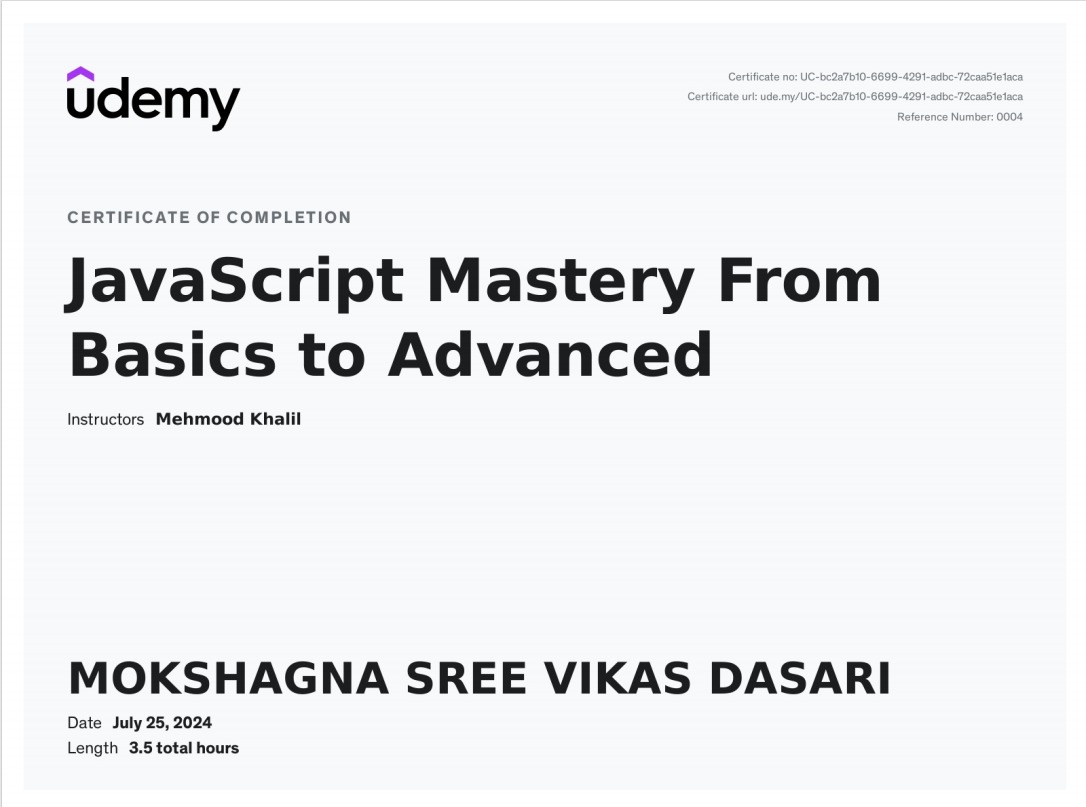 udemy
Certificate no: UC-bc2a7b10-6699-4291-adbc-72caa51e1aca
Certificate url: ude.my/UC-bc2a7b10-6699-4291-adbc-72caa51e1aca
Reference Number: 0004
CERTIFICATE OF COMPLETION
JavaScript Mastery From
Basics to Advanced
Instructors Mehmood Khalil
MOKSHAGNA SREE VIKAS DASARI
Date July 25, 2024
Length 3.5 total hours